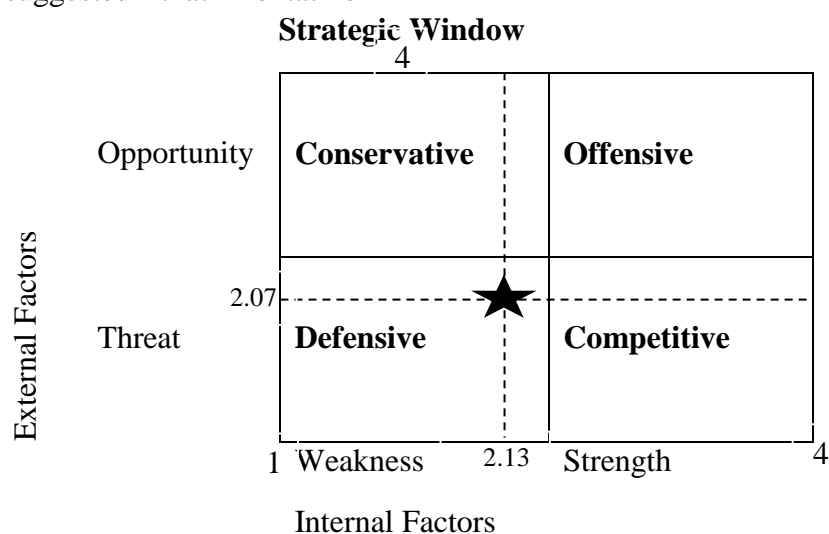 Strategic Window
4
Opportunity Conservative Offensive
External Factors
2.07
Threat Defensive Competitive
1 Weakness 2.13 Strength 4
Internal Factors